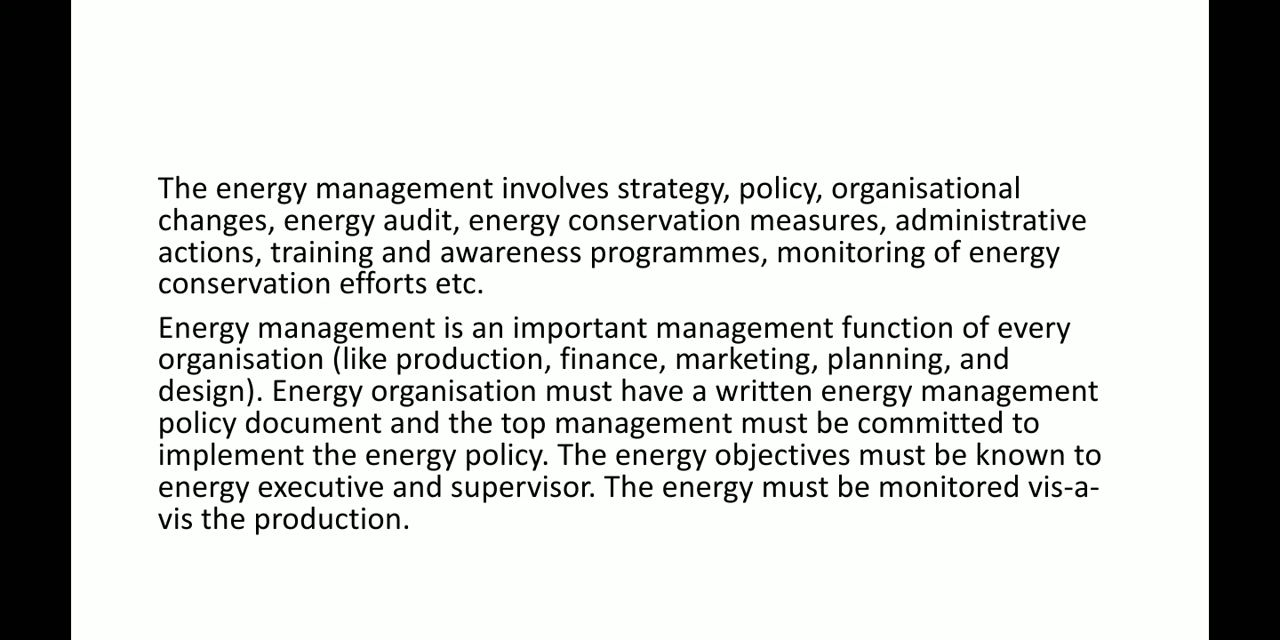 The energy management involves strategy, policy, organisational
changes, energy audit, energy conservation measures, administrative
actions, training and awareness programmes, monitoring of energy
conservation efforts etc.
Energy management is an important management function of every
organisation (like production, finance, marketing, planning, and
design). Energy organisation must have a written energy management
policy document and the top management must be committed to
implement the energy policy. The energy objectives must be known to
energy executive and supervisor. The energy must be monitored vis-a-
vis the production.